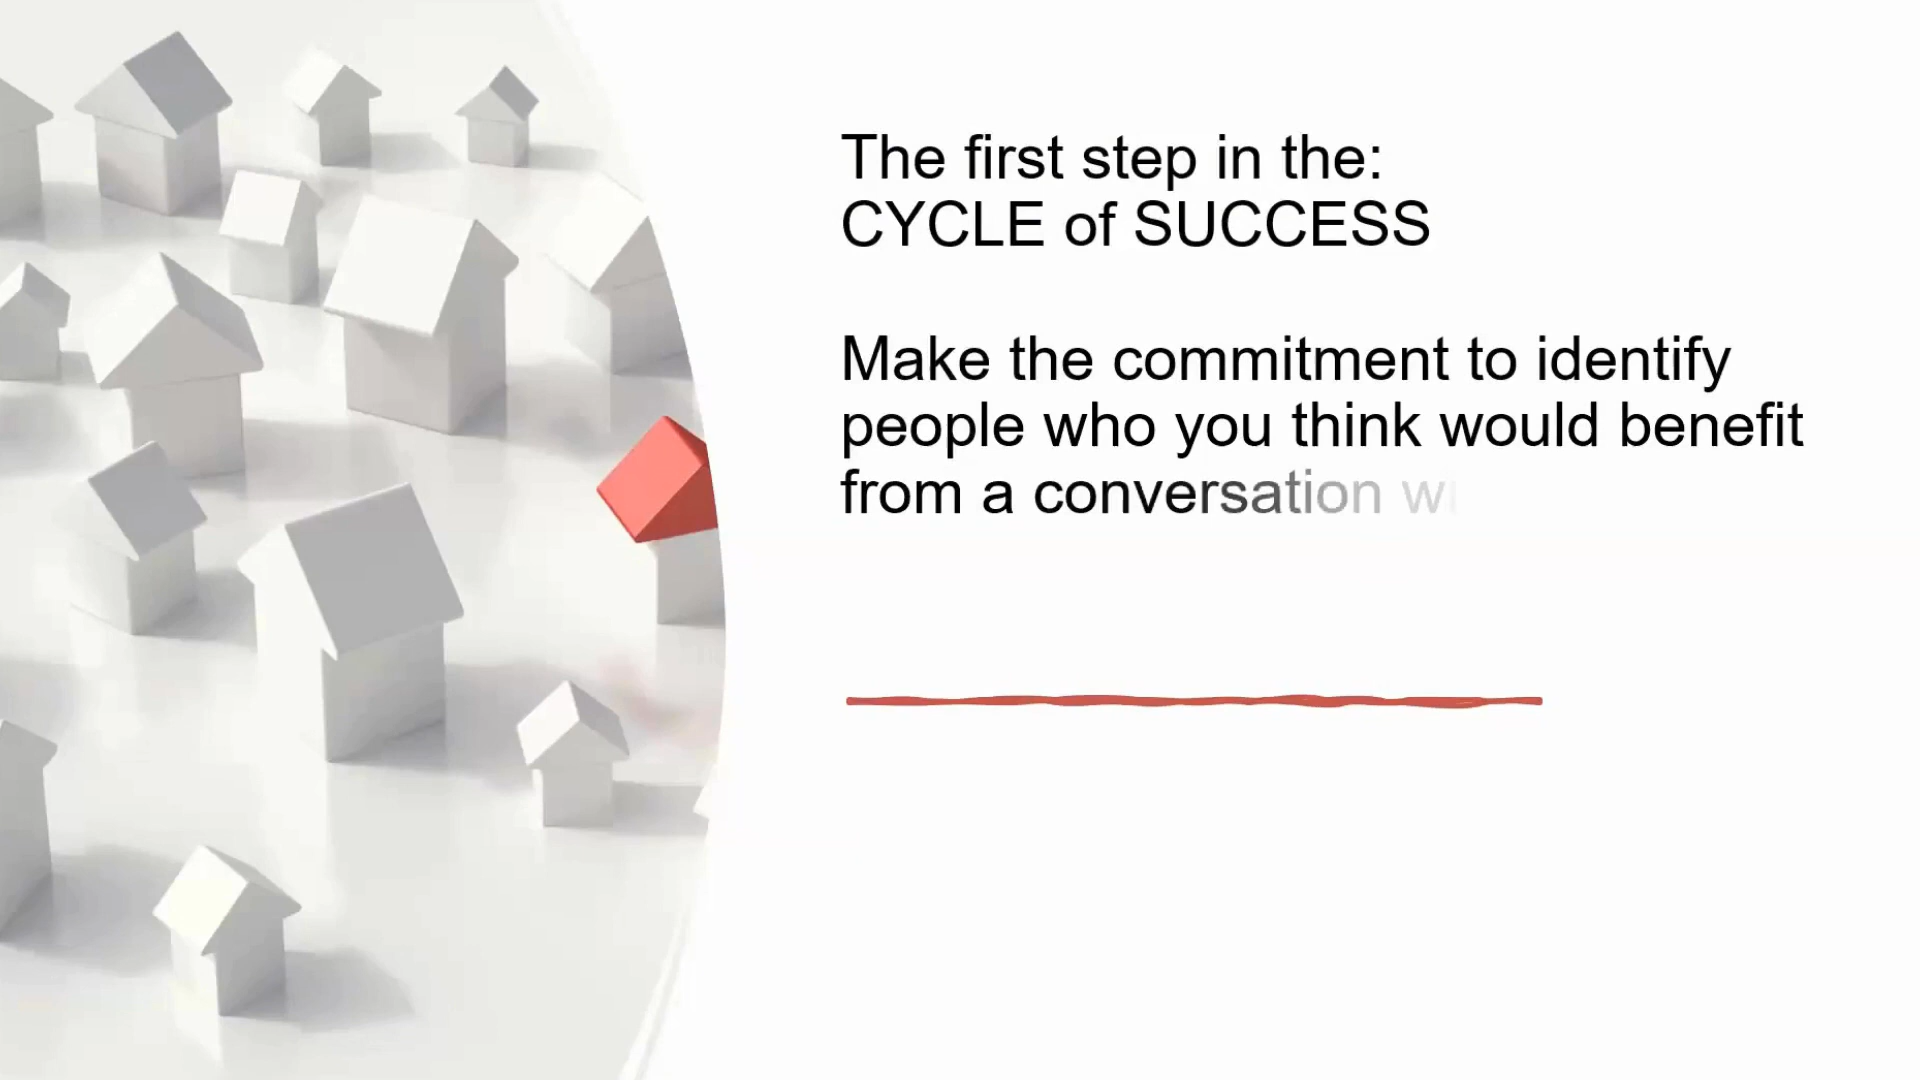 The first step in the:
CYCLE of SUCCESS
Make the commitment to identify
people who you think would benefit
from a conversation